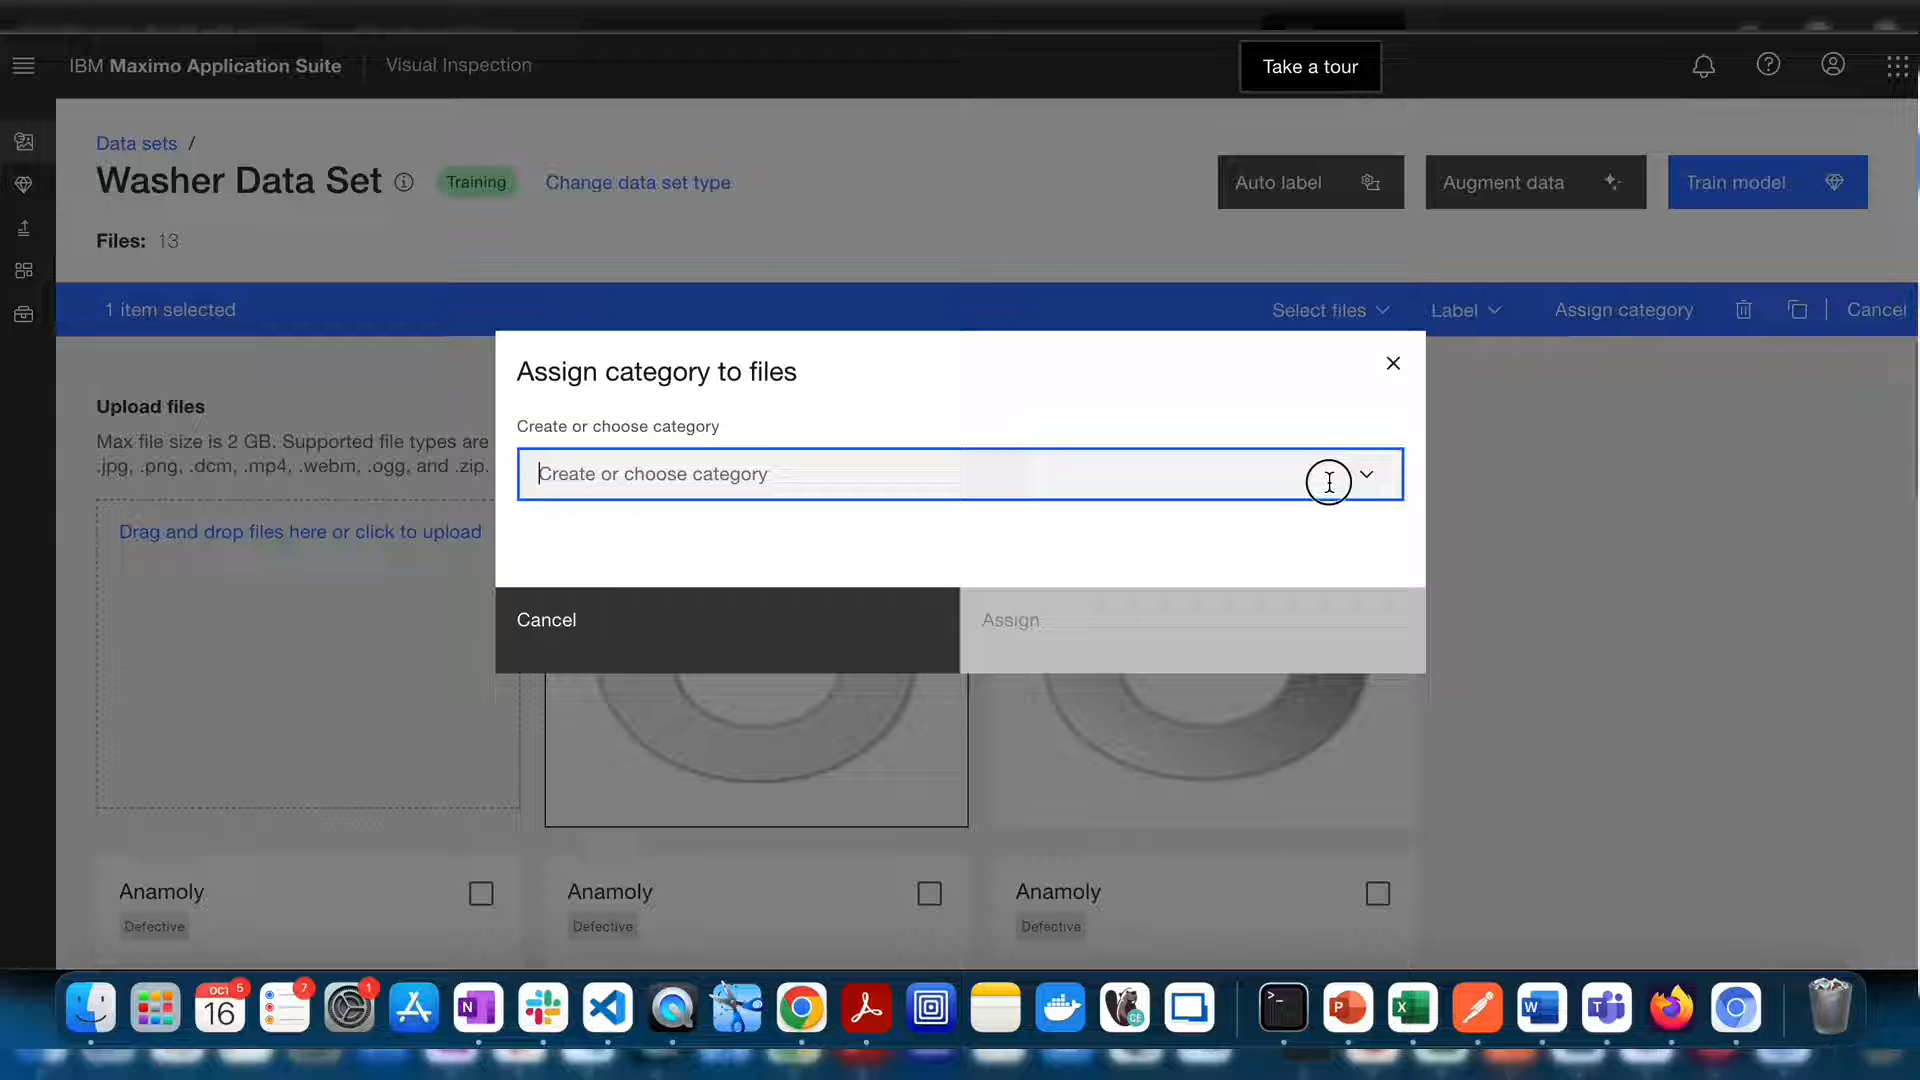 IBM Maximo Application Suite
Visual Inspection
Take a tour
Data sets /
Washer Data Set
Training
Change data set type
Auto label
Augment data
Train model
Files: 13
1 item selected
Select files
Label
Assign category
Cancel
Assign category to files
Create or choose category
Create or choose category
Cancel
Assign
Upload files
Max file size is 2 GB. Supported file types are
.jpg, .png, .dcm, .mp4, .webm, .ogg, and .zip.
Drag and drop files here or click to upload
Anamoly
Defective
Anamoly
Defective
Anamoly
Defective
OCT
16
5
7
1
N
CE
P
X
W
T